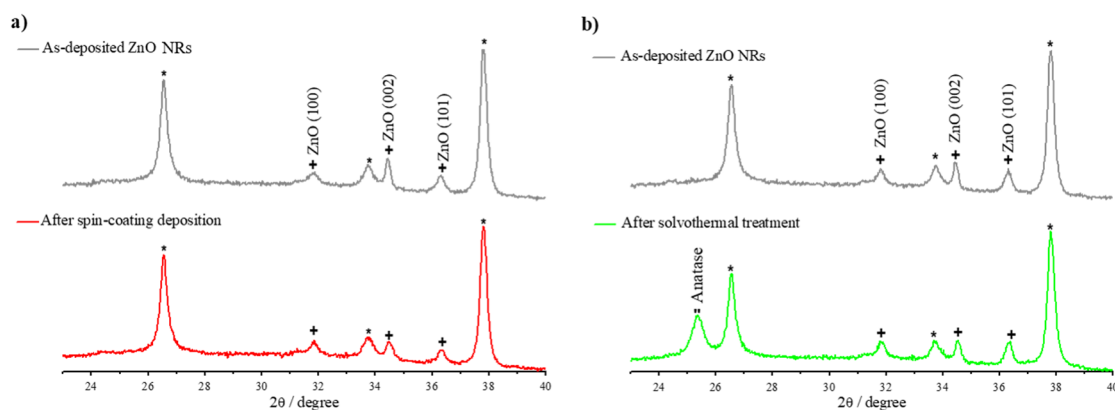 a)
As-deposited ZnO NRs
*
+ ZnO (100)
*
+ ZnO (002)
+ ZnO (101)
*
After spin-coating deposition
*
+
*
+
+
*
24 26 28 30 32 34 36 38 40
2θ / degree
b)
As-deposited ZnO NRs
*
+ ZnO (100)
*
+ ZnO (002)
+ ZnO (101)
*
After solvothermal treatment
" Anatase
*
+
*
+
+
*
24 26 28 30 32 34 36 38 40
2θ / degree